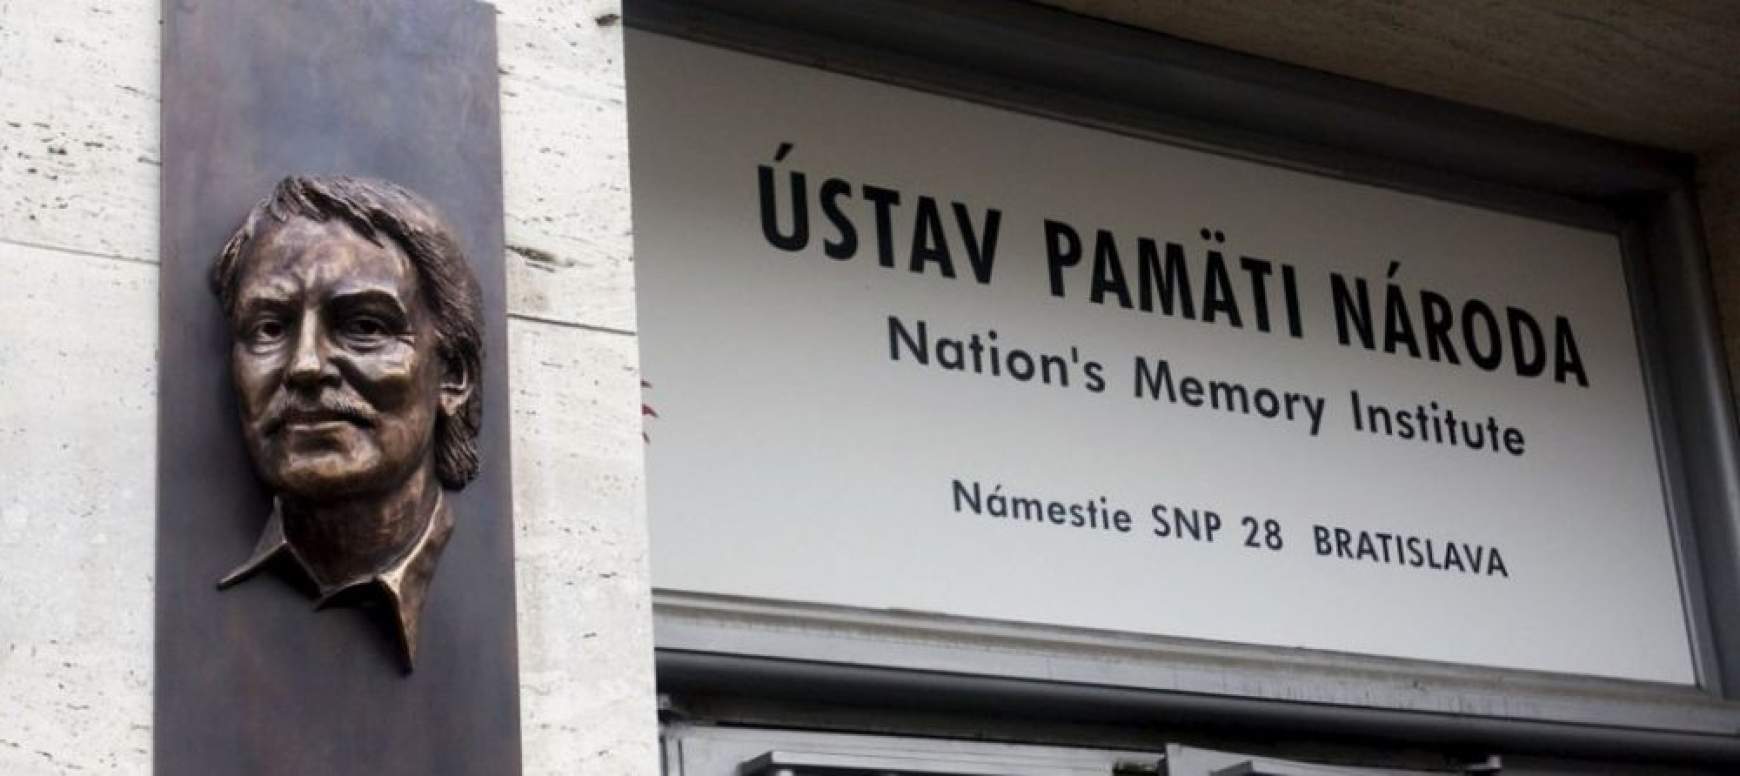 ÚSTAV PAMÄTI NÁRODA
Nation's Memory Institute
Námestie SNP 28 BRATISLAVA